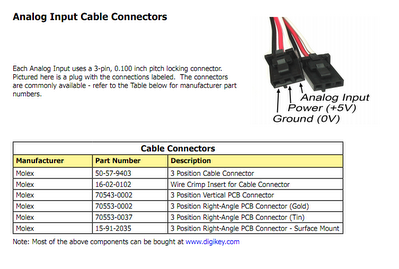 Analog Input Cable Connectors
Each Analog Input uses a 3-pin, 0.100 inch pitch locking connector.
Pictured here is a plug with the connections labeled. The connectors
are commonly available - refer to the Table below for manufacturer part
numbers.
Analog Input
Power (+5V)
Ground (0V)
Cable Connectors
Manufacturer Part Number Description
Molex 50-57-9403 3 Position Cable Connector
Molex 16-02-0102 Wire Crimp Insert for Cable Connector
Molex 70543-0002 3 Position Vertical PCB Connector
Molex 70553-0002 3 Position Right-Angle PCB Connector (Gold)
Molex 70553-0037 3 Position Right-Angle PCB Connector (Tin)
Molex 15-91-2035 3 Position Right-Angle PCB Connector - Surface Mount
Note: Most of the above components can be bought at www.digikey.com